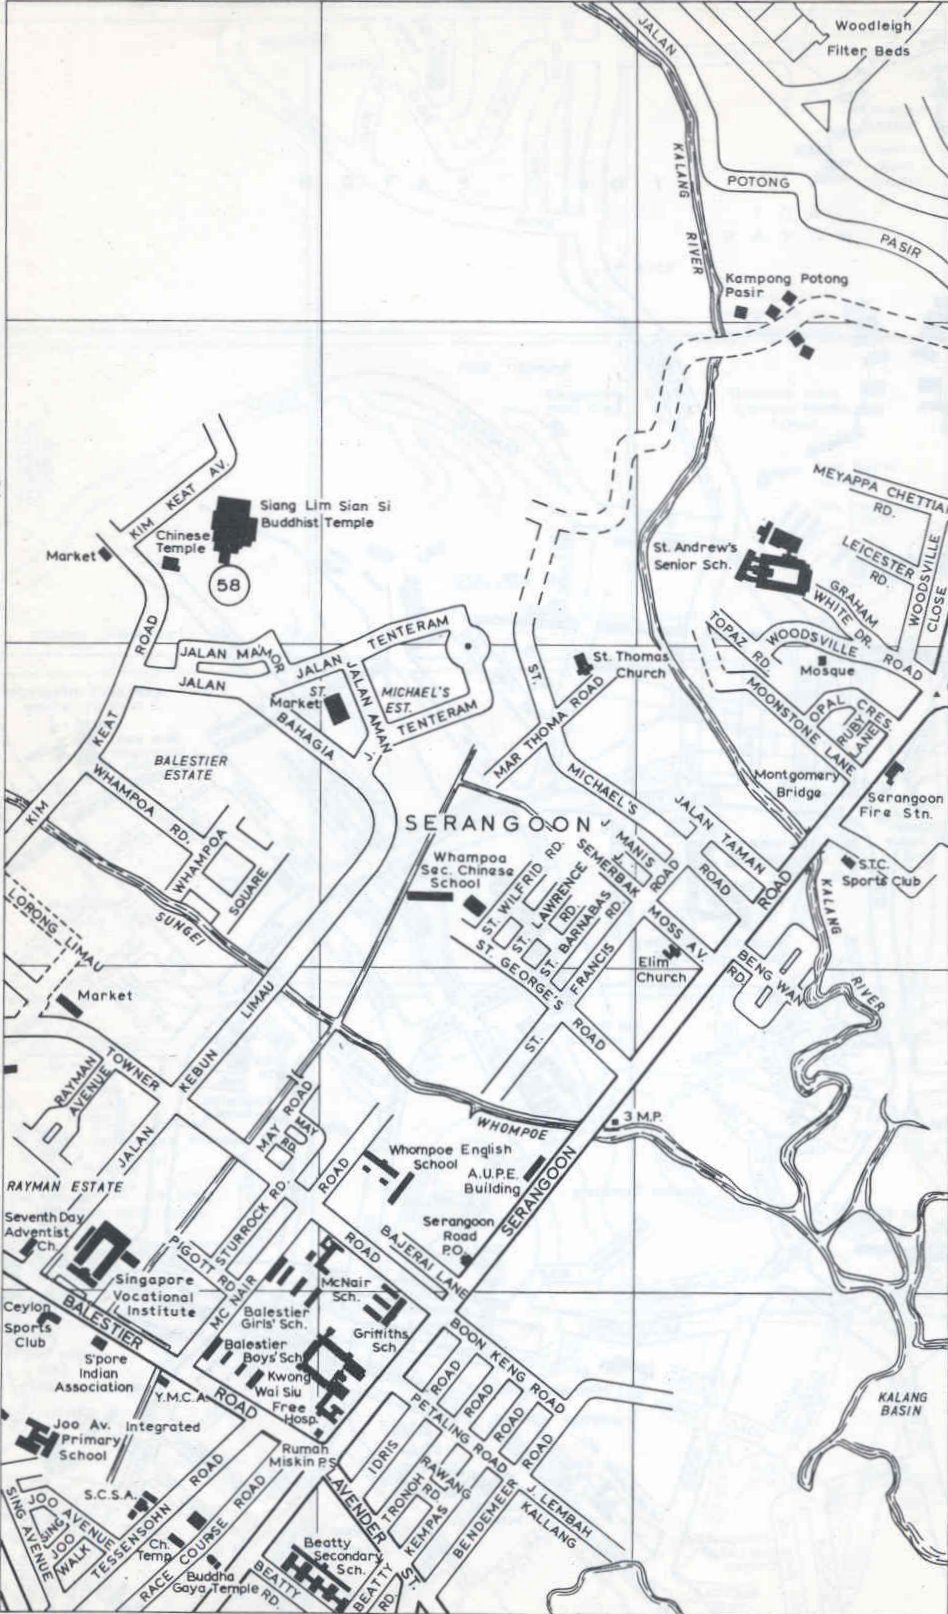 Woodleigh
Filter Beds
JALAN
KALANG
RIVER
POTONG
PASIR
Kampong Potong
Pasir
KIM KEAT AV.
Siang Lim Sian Si
Buddhist Temple
Chinese
Temple
Market
58
MEYAPPA CHETTIAR
RD.
St. Andrew's
Senior Sch.
LEICESTER
RD.
WOODSVILLE
CLOSE
GRAHAM
WHITE DR.
TOPAZ RD.
WOODSVILLE
ROAD
Mosque
JALAN MA'MOR
JALAN TENTERAM
JALAN
JALAN AMAN
ST.
MICHAEL'S
EST.
Market
TENTERAM
BAHAGIA
ST.
St. Thomas
Church
MAR THOMA ROAD
MOONSTONE LANE
OPAL CRES
RUBY
LANE
KIM KEAT ROAD
BALESTIER
ESTATE
WHAMPOA
RD.
WHAMPOA
SQUARE
MICHAEL'S
JALAN TAMAN
Montgomery
Bridge
Serangoon
Fire Stn.
SERANGOON
Whampoa
Sec. Chinese
School
J. MANIS
J.
SEMERBAK
ROAD
ROAD
ROAD
S.T.C.
Sports Club
ST. WILFRID RD.
ST. LAWRENCE
RD.
ST. BARNABAS
RD.
ST. GEORGE'S
ROAD
ST. FRANCIS
MOSS AV.
Elim
Church
BENG WAN
RD.
KALANG
RIVER
LORONG LIMAU
SUNGEI
Market
JALAN KEBUN LIMAU
TOWNER
RAYMAN
AVENUE
MAY ROAD
MAY
RD
ROAD
WHOMPOE
3 M.P.
Whompoe English
School
A.U.P.E.
Building
SERANGOON
RAYMAN ESTATE
Seventh Day
Adventist
Ch.
Serangoon
Road
P.O.
STURROCK RD.
PIGOTT RD
ROAD
BAJERAI LANE
MC NAIR
McNair
Sch.
Singapore
Vocational
Institute
Balestier
Girls' Sch.
Griffiths
Sch
Ceylon
Sports
Club
BALESTIER
ROAD
S'pore
Indian
Association
Y.M.C.A.
Balestier
Boys' Sch
Kwong
Wai Siu
Free
Hosp.
BOON KENG ROAD
ROAD
ROAD
ROAD
ROAD
PETALING ROAD
KALANG
BASIN
Joo Av. Integrated
Primary
School
Rumah
Miskin P.S.
IDRIS
RAWANG
TRONOH
RD
KEMPAS
BENDEMEER
J. LEMBAH
KALLANG
S.C.S.A.
JOO AVENUE
SING AVENUE
SING
JOO
WALK
TESSENSOHN ROAD
RACE COURSE ROAD
Ch.
Temp
Buddha
Gaya Temple
LAVENDER
ST.
Beatty
Secondary
Sch.
BEATTY
RD.
BEATTY
RD.